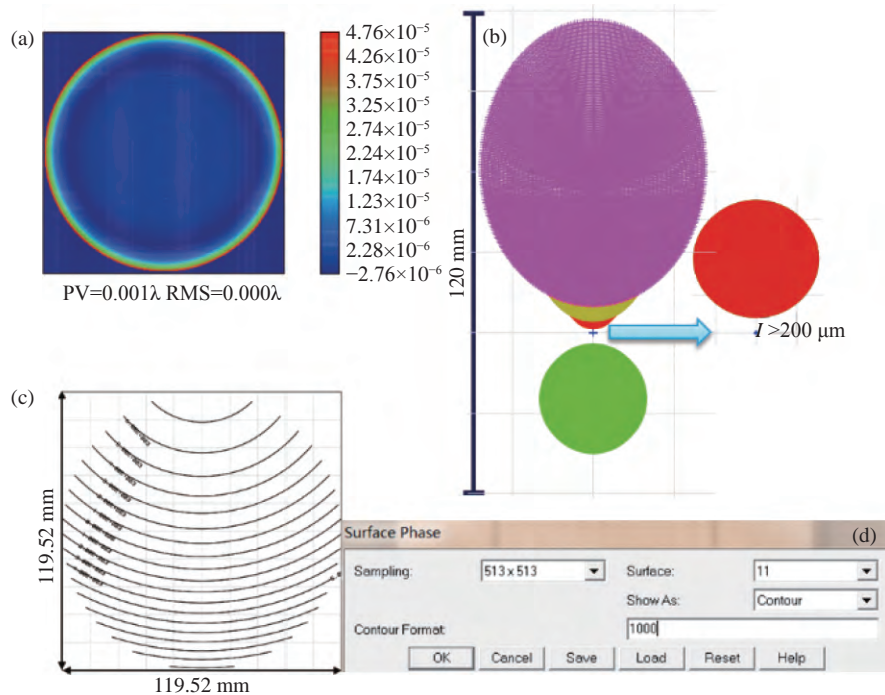 (a)
4.76×10⁻⁵
4.26×10⁻⁵
3.75×10⁻⁵
3.25×10⁻⁵
2.74×10⁻⁵
2.24×10⁻⁵
1.74×10⁻⁵
1.23×10⁻⁵
7.31×10⁻⁶
2.28×10⁻⁶
−2.76×10⁻⁶
PV=0.001λ RMS=0.000λ
(b)
120 mm
I >200 μm
(c)
119.52 mm
119.52 mm
Surface Phase
(d)
Sampling: 513 x 513 Surface: 11
Show As: Contour
Contour Format: 1000
OK Cancel Save Load Reset Help